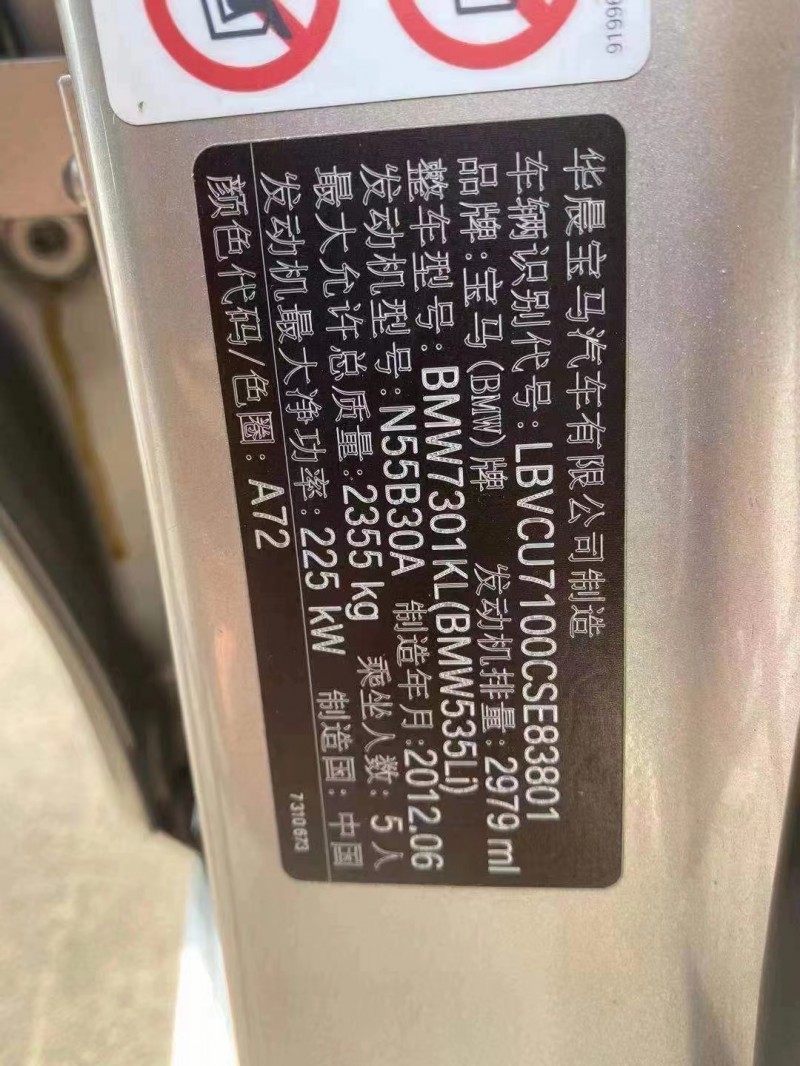 华晨宝马汽车有限公司制造
车辆识别代号:LBVCU7100CSE83801
品牌:宝马(BMW)牌 发动机排量:2979 ml
整车型号:BMW7301KL(BMW535Li)
发动机型号:N55B30A 制造年月:2012.06
最大允许总质量:2355 kg 乘坐人数:5人
发动机最大净功率:225 kW 制造国:中国
颜色代码/色圈:A72
7310673